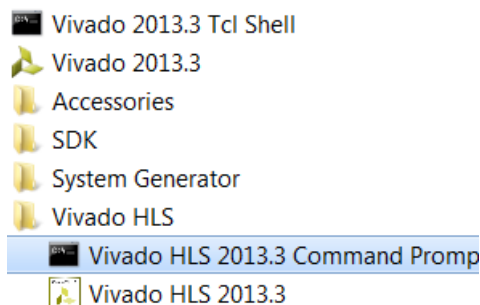 Vivado 2013.3 Tcl Shell
Vivado 2013.3
Accessories
SDK
System Generator
Vivado HLS
Vivado HLS 2013.3 Command Promp
Vivado HLS 2013.3